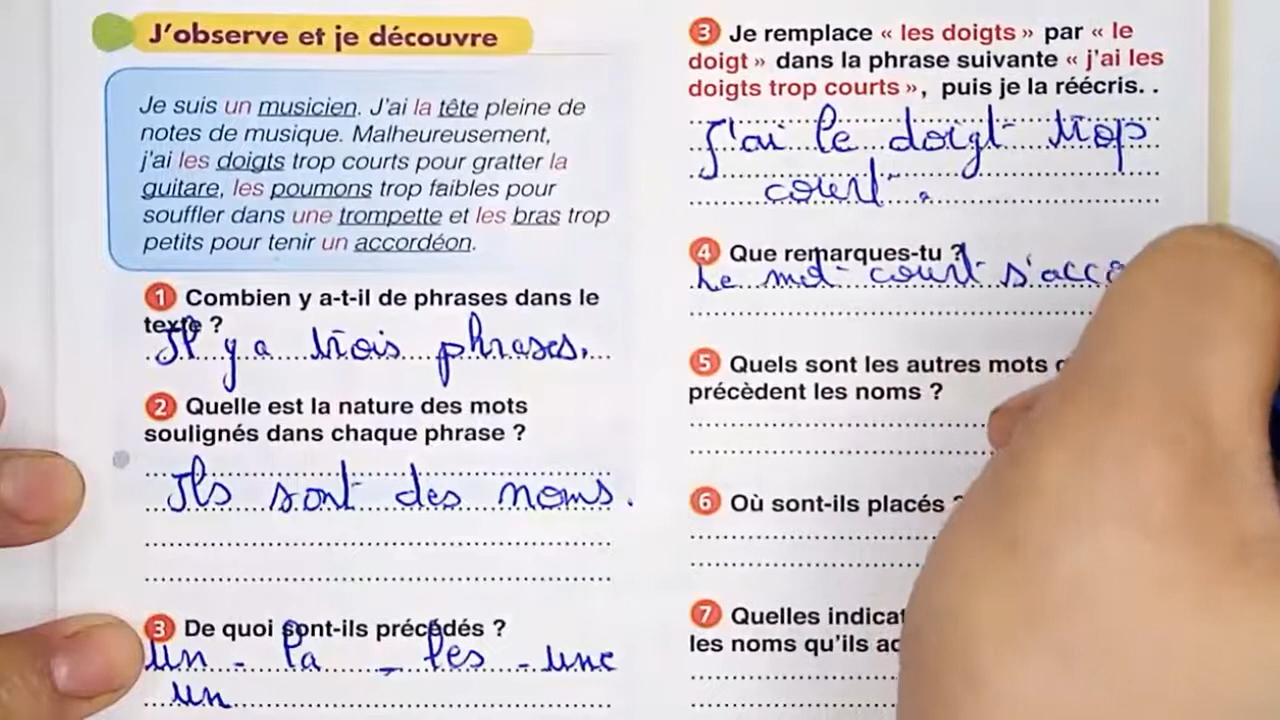 J'observe et je découvre
Je suis un musicien. J'ai la tête pleine de
notes de musique. Malheureusement,
j'ai les doigts trop courts pour gratter la
guitare, les poumons trop faibles pour
souffler dans une trompette et les bras trop
petits pour tenir un accordéon.
1 Combien y a-t-il de phrases dans le
texte ?
Il y a trois phrases.
2 Quelle est la nature des mots
soulignés dans chaque phrase ?
Ils sont des noms.
3 De quoi sont-ils précédés ?
un - la - les - une
un
3 Je remplace « les doigts » par « le
doigt » dans la phrase suivante « j'ai les
doigts trop courts », puis je la réécris. .
J'ai le doigt trop
court.
4 Que remarques-tu ?
Le mot court s'acco
5 Quels sont les autres mots
précèdent les noms ?
6 Où sont-ils placés ?
7 Quelles indicat
les noms qu'ils ac